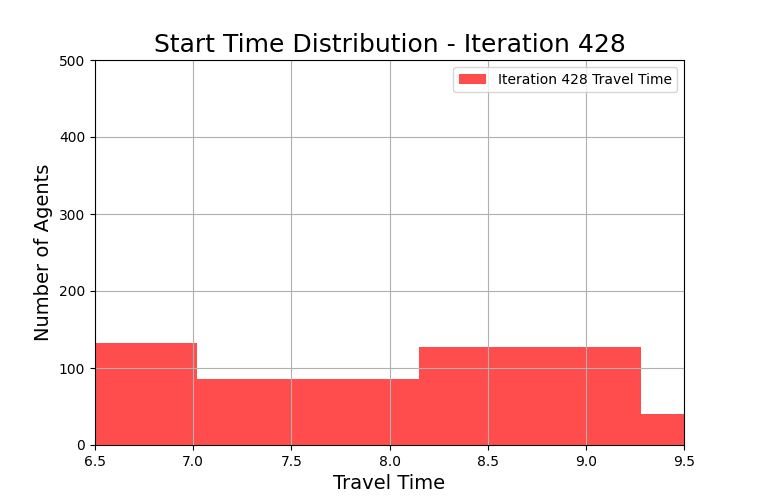 Start Time Distribution - Iteration 428
Iteration 428 Travel Time
Number of Agents
500
400
300
200
100
0
6.5 7.0 7.5 8.0 8.5 9.0 9.5
Travel Time